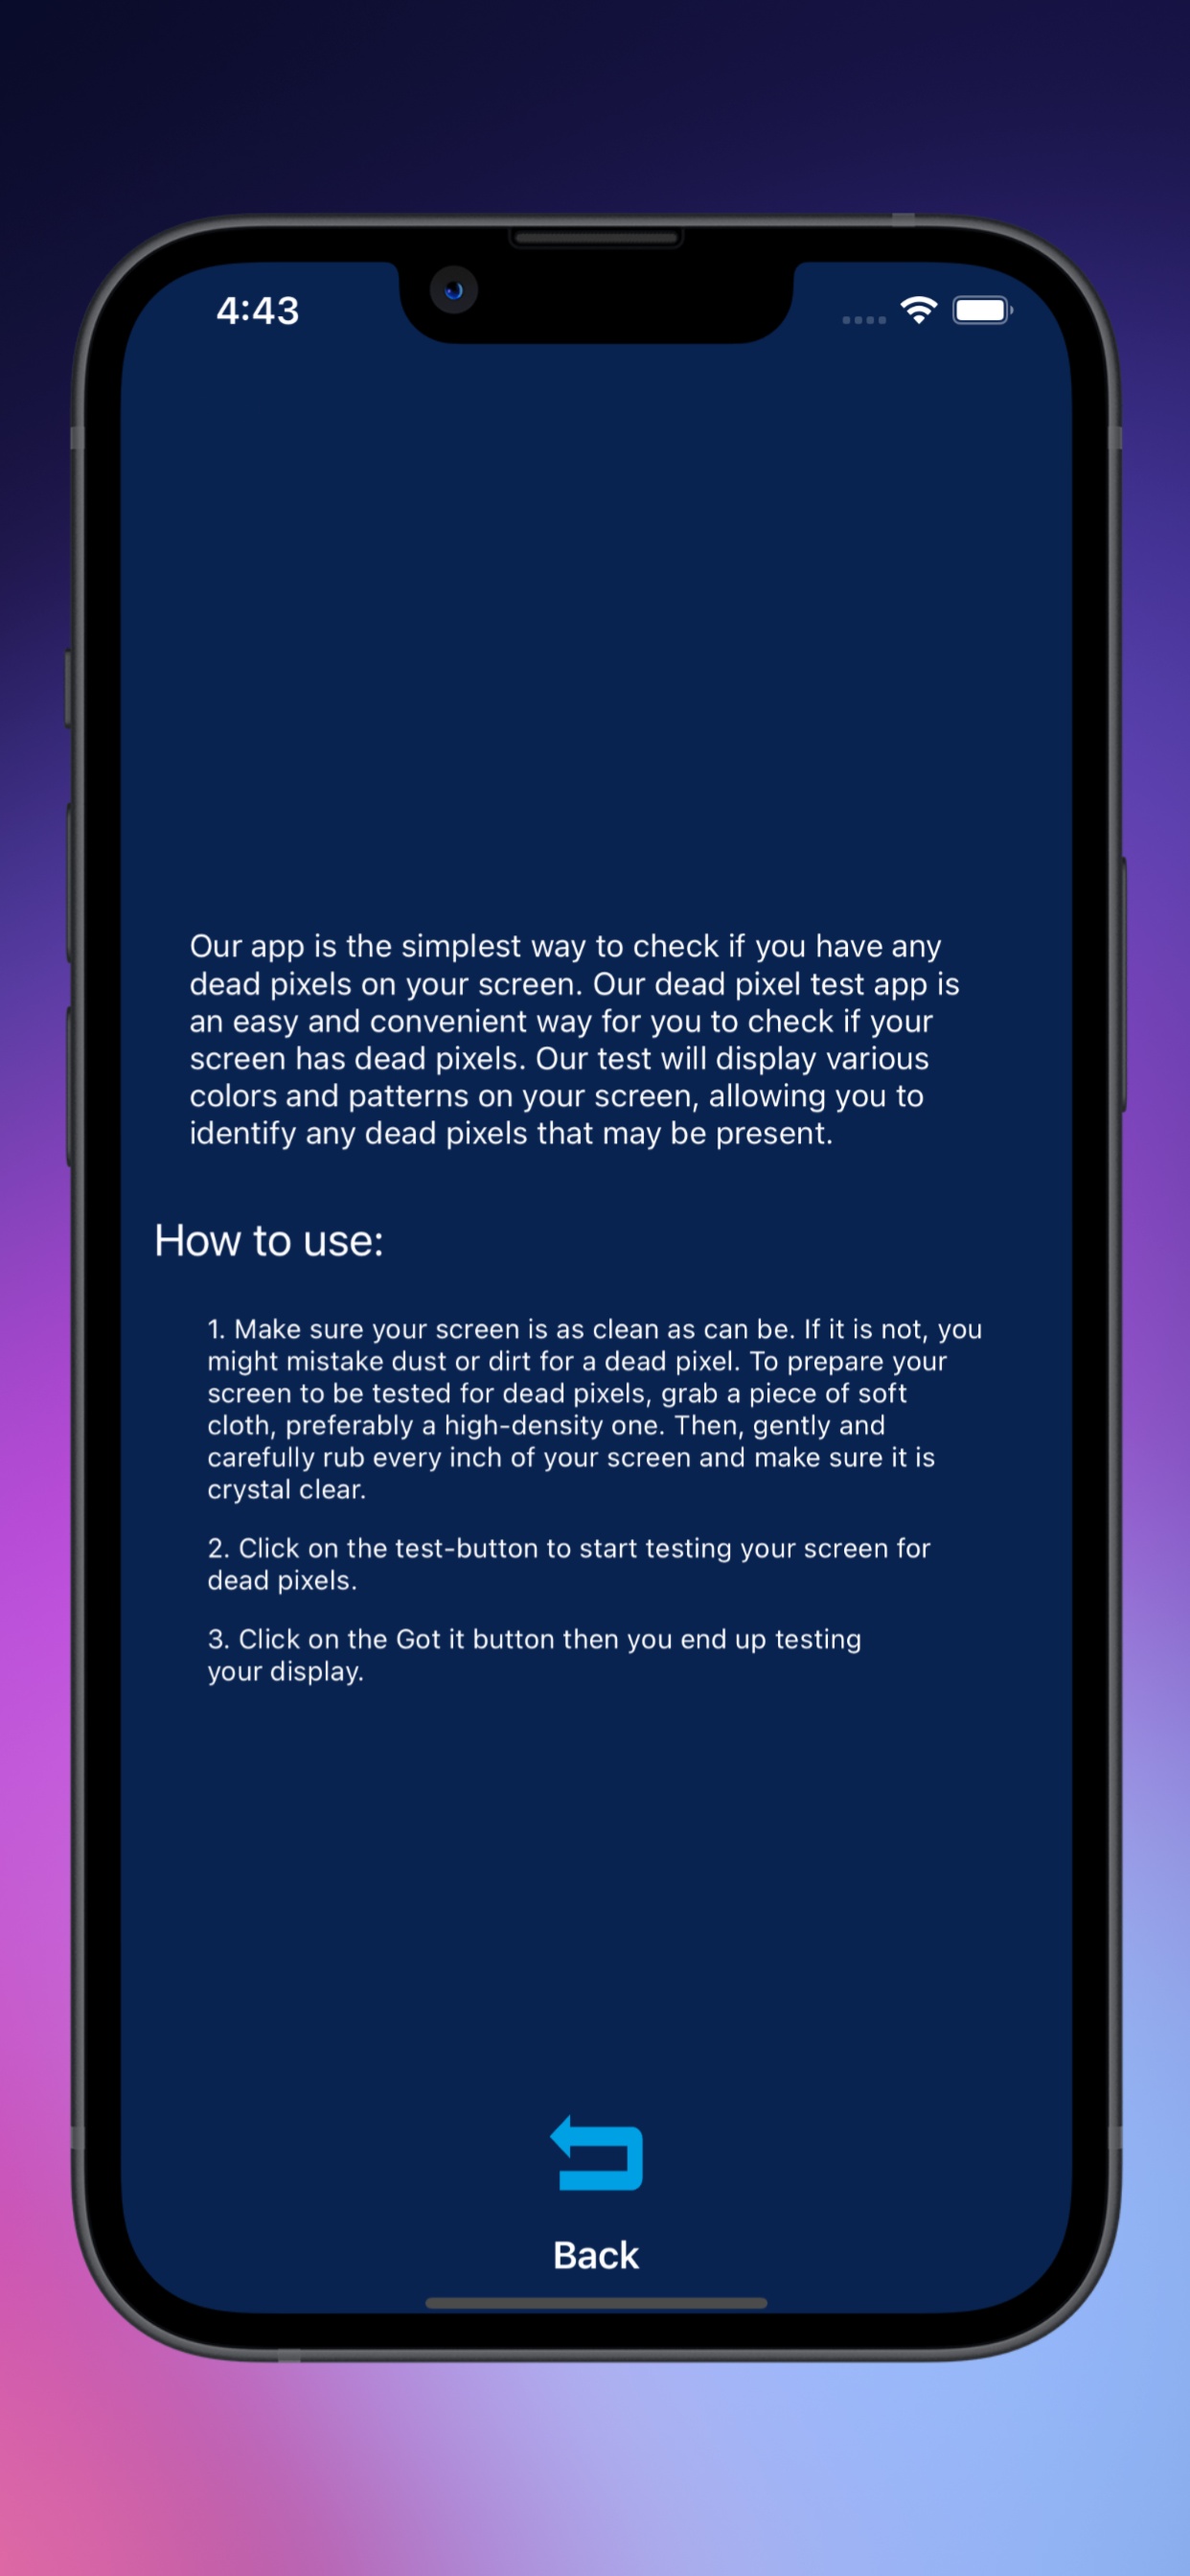 4:43
Our app is the simplest way to check if you have any
dead pixels on your screen. Our dead pixel test app is
an easy and convenient way for you to check if your
screen has dead pixels. Our test will display various
colors and patterns on your screen, allowing you to
identify any dead pixels that may be present.
How to use:
1. Make sure your screen is as clean as can be. If it is not, you
might mistake dust or dirt for a dead pixel. To prepare your
screen to be tested for dead pixels, grab a piece of soft
cloth, preferably a high-density one. Then, gently and
carefully rub every inch of your screen and make sure it is
crystal clear.
2. Click on the test-button to start testing your screen for
dead pixels.
3. Click on the Got it button then you end up testing
your display.
Back